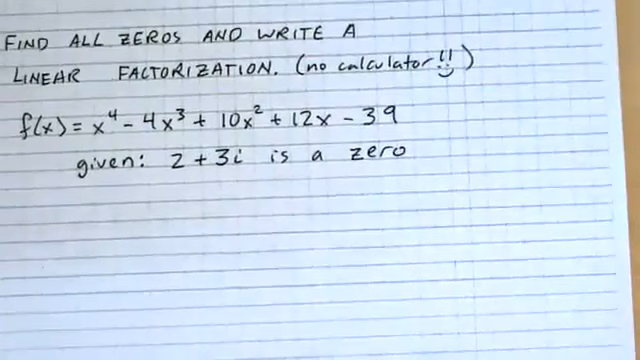 FIND ALL ZEROS AND WRITE A
LINEAR FACTORIZATION. (no calculator!!)
f(x) = x⁴ - 4x³ + 10x² + 12x - 39
given: 2 + 3i is a zero